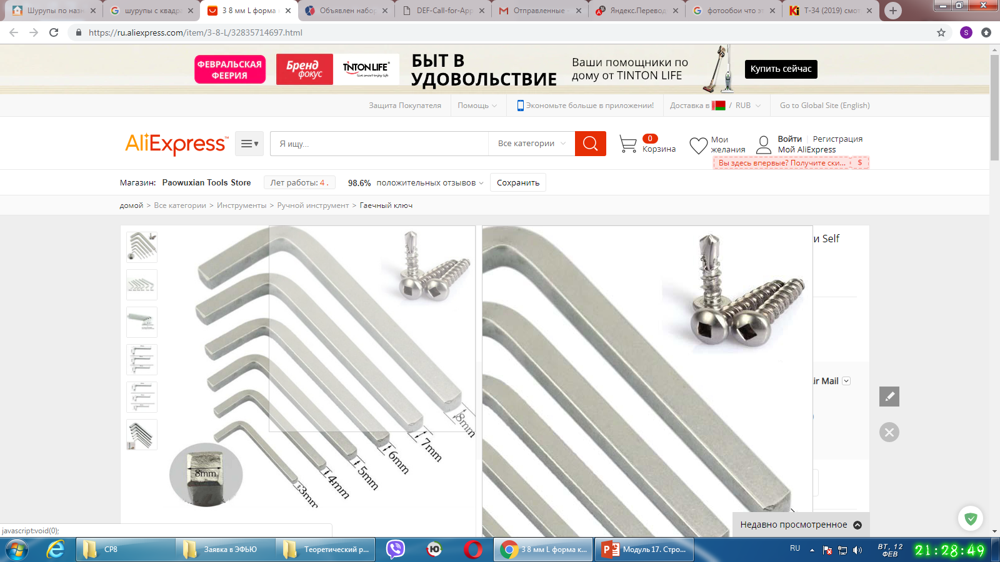 Шурупы по назн
шурупы с квадра
3 8 мм L форма
Объявлен набор
DEF-Call-for-App
Отправленные
Яндекс.Перевод
фотообои что эт
Т-34 (2019) смот
https://ru.aliexpress.com/item/3-8-L/32835714697.html
S
ФЕВРАЛЬСКАЯ
ФЕЕРИЯ
Бренд
фокус
TINTON LIFE
БЫТ В
УДОВОЛЬСТВИЕ
Ваши помощники по
дому от TINTON LIFE
Купить сейчас
Защита Покупателя
Помощь
Экономьте больше в приложении!
Доставка в / RUB
Go to Global Site (English)
AliExpress™
Я ищу...
Все категории
0
Корзина
Мои
желания
Войти | Регистрация
Мой AliExpress
Вы здесь впервые? Получите ски... $
Магазин: Paowuxian Tools Store
Лет работы: 4 .
98.6% положительных отзывов
Сохранить
домой > Все категории > Инструменты > Ручной инструмент > Гаечный ключ
и Self
ir Mail
8mm
7mm
6mm
5mm
4mm
3mm
8mm
Недавно просмотренное
javascript:void(0);
СР8
Заявка в ЭФЬЮ
Теоретический р...
Ю
3 8 мм L форма к...
Модуль 17. Стро...
RU
ВТ, 12
ФЕВ
21:28:49